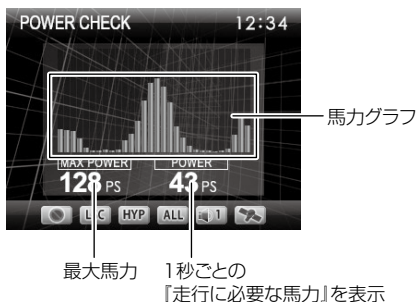 POWER CHECK 12:34
馬力グラフ
MAX POWER POWER
128 PS 43 PS
HYP ALL 1
最大馬力 1秒ごとの
『走行に必要な馬力』を表示